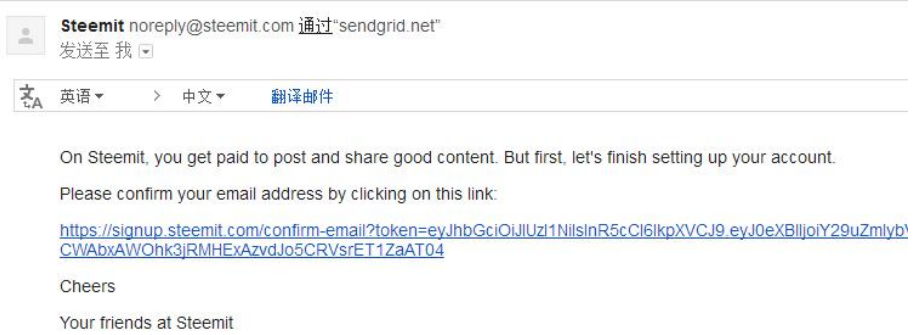 Steemit noreply@steemit.com 通过“sendgrid.net”
发送至 我
文A 英语 > 中文 翻译邮件
On Steemit, you get paid to post and share good content. But first, let's finish setting up your account.
Please confirm your email address by clicking on this link:
https://signup.steemit.com/confirm-email?token=eyJhbGciOiJIUzI1NiIsInR5cCI6IkpXVCJ9.eyJ0eXBlIjoiY29uZmlybV
CWAbxAWOhk3jRMHExAzvdJo5CRVsrET1ZaAT04
Cheers
Your friends at Steemit